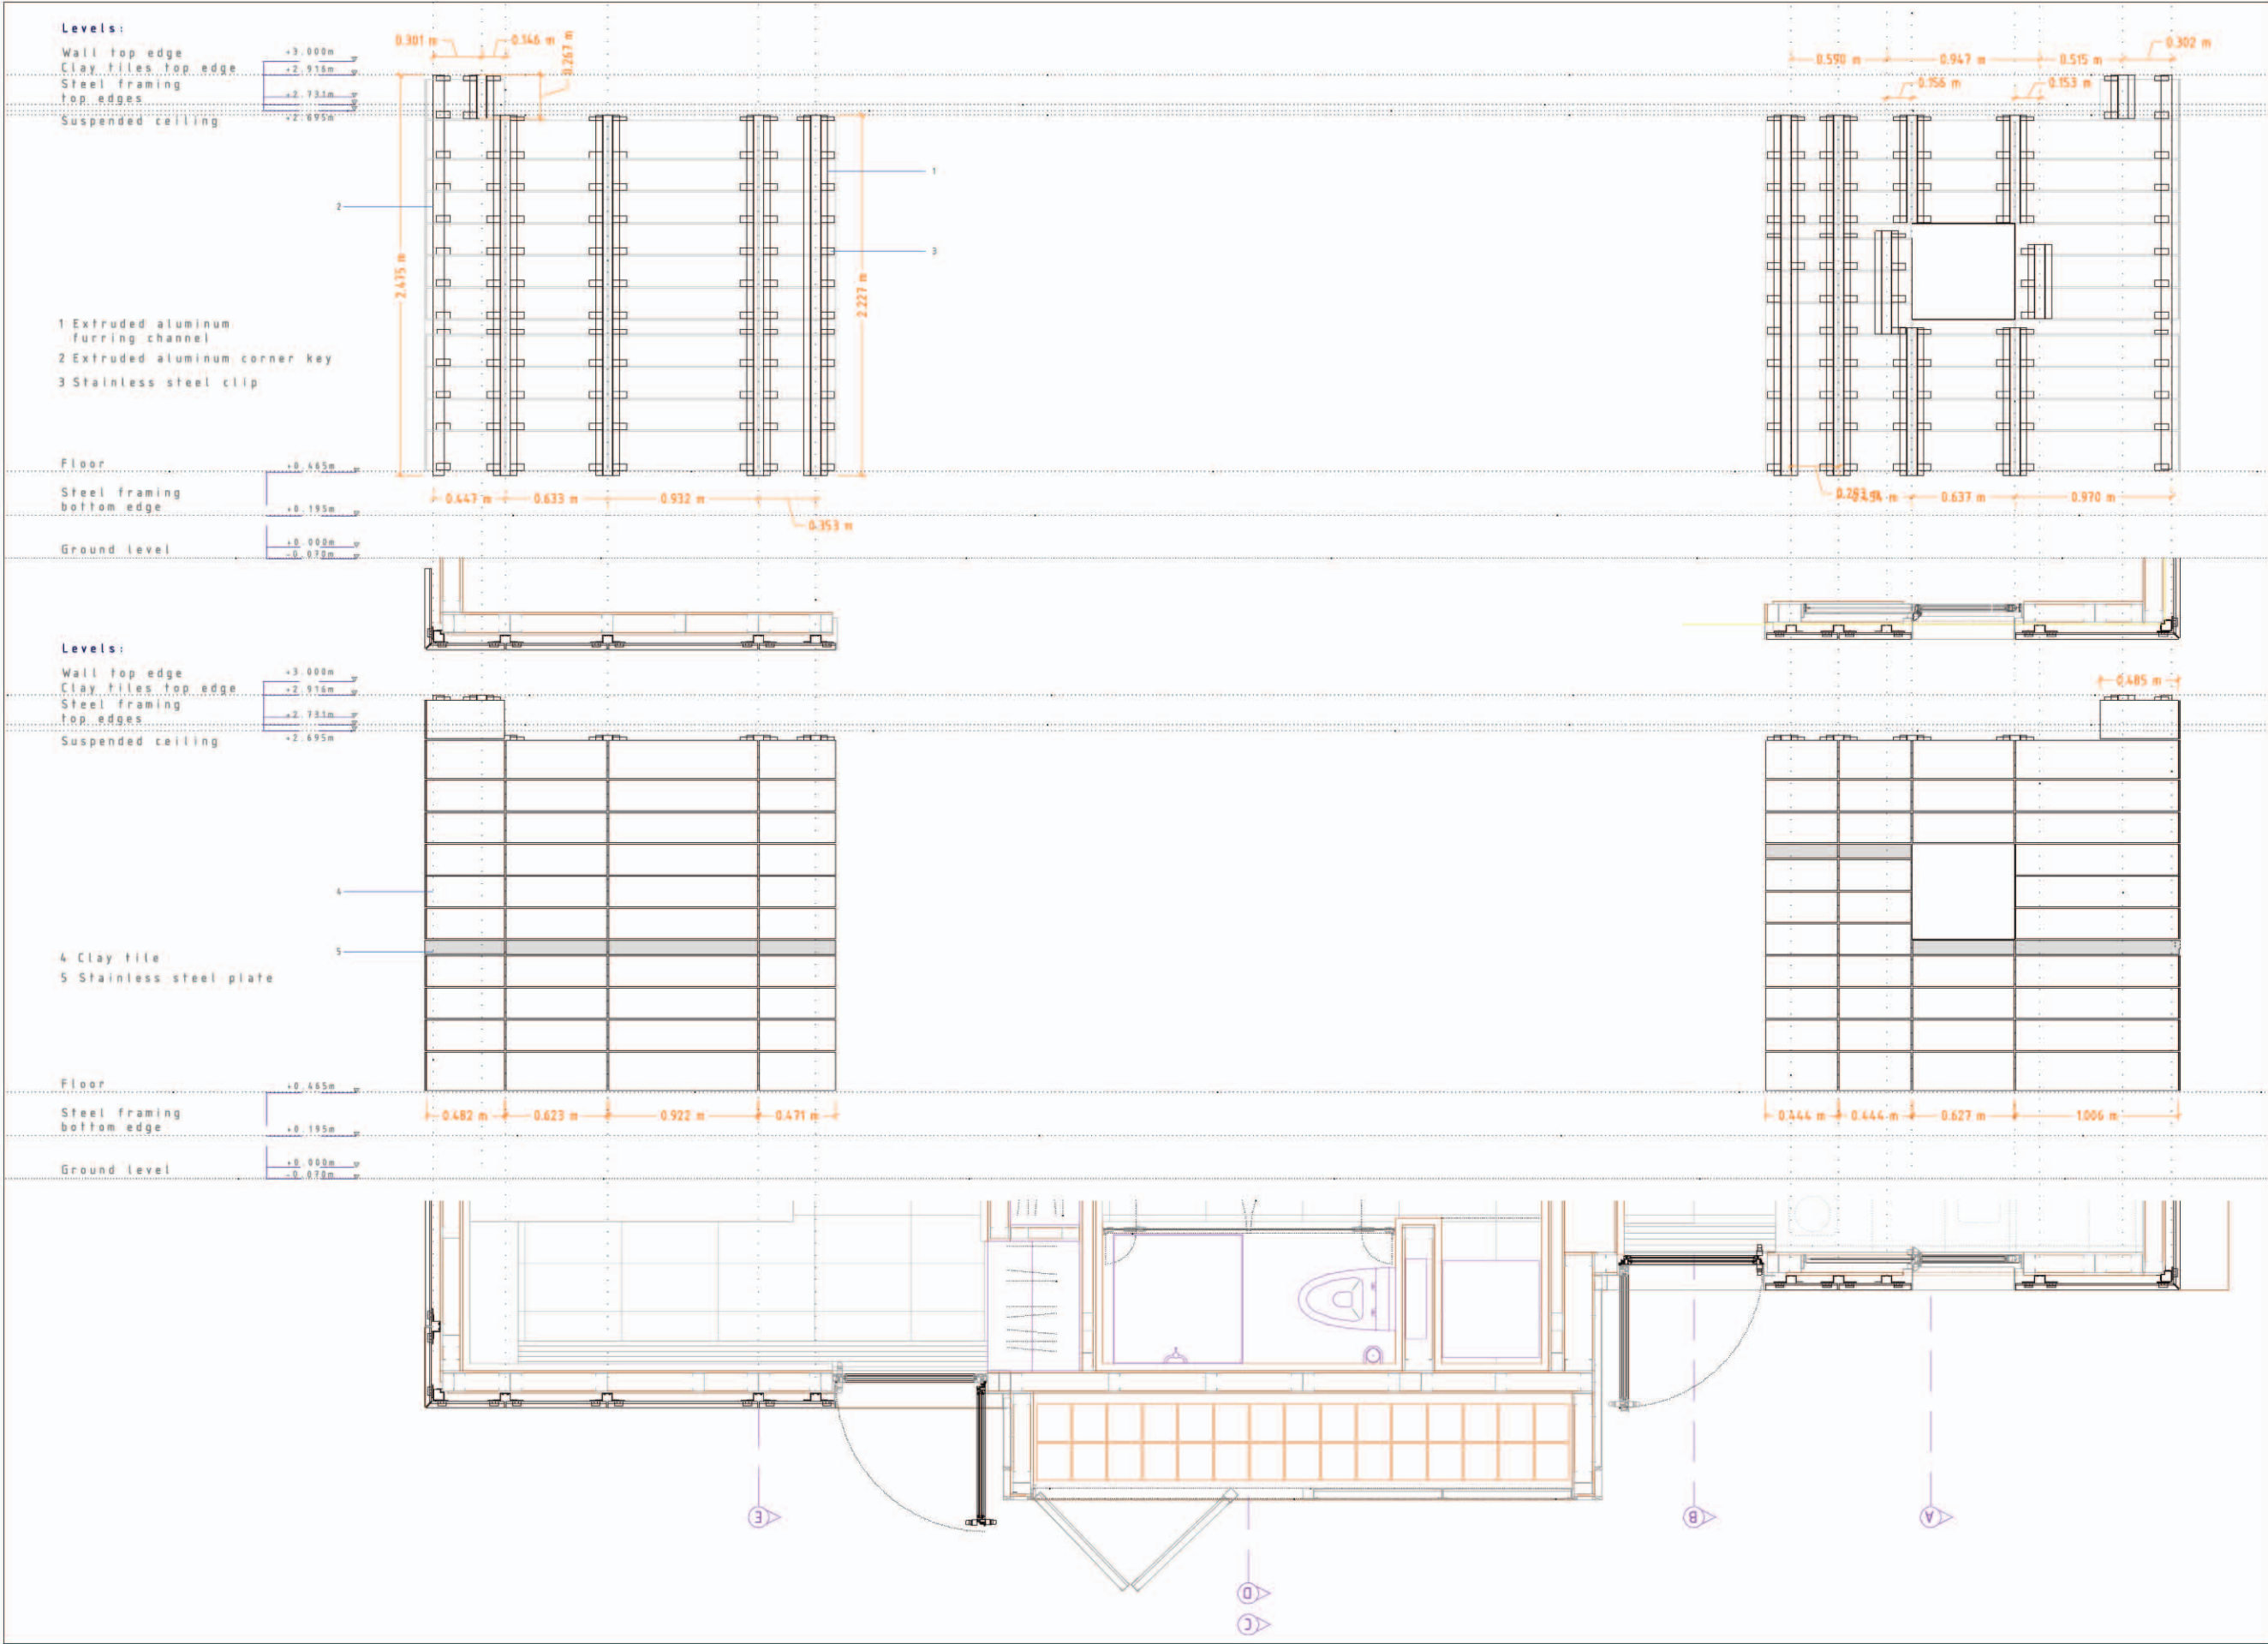 Levels:
Wall top edge +3.000m
Clay tiles top edge +2.916m
Steel framing
top edges +2.731m
Suspended ceiling +2.695m
0.301 m
0.146 m
0.267 m
2.475 m
2.227 m
1
2
3
1 Extruded aluminum
furring channel
2 Extruded aluminum corner key
3 Stainless steel clip
Floor +0.465m
Steel framing
bottom edge +0.195m
Ground level +0.000m
-0.070m
0.447 m 0.633 m 0.932 m
0.353 m
0.590 m 0.947 m 0.515 m 0.302 m
0.156 m 0.153 m
0.637 m 0.970 m
Levels:
Wall top edge +3.000m
Clay tiles top edge +2.916m
Steel framing
top edges +2.731m
Suspended ceiling +2.695m
0.485 m
4
5
4 Clay tile
5 Stainless steel plate
Floor +0.465m
Steel framing
bottom edge +0.195m
Ground level +0.000m
-0.070m
0.482 m 0.623 m 0.922 m 0.471 m
0.444 m 0.444 m 0.627 m 1.006 m
E
D
C
B
A